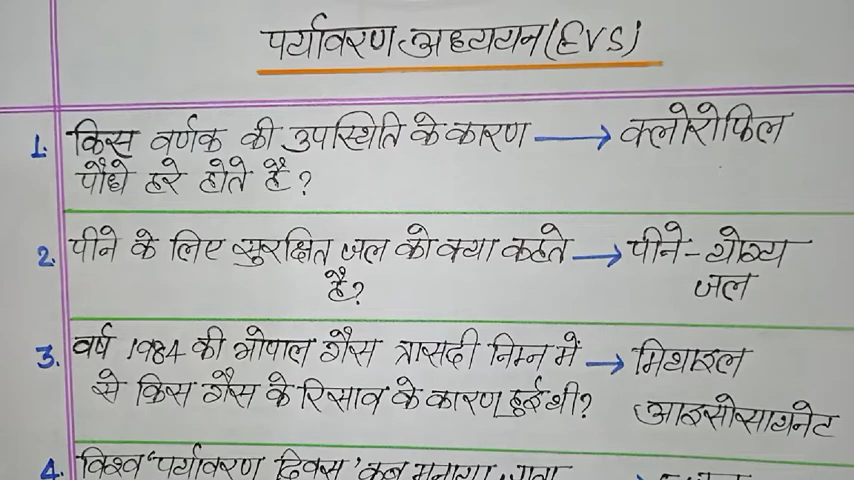 पर्यावरण अध्ययन (EVS)
1. किस वर्णक की उपस्थिति के कारण → क्लोरोफिल
पौधे हरे होते है?
2. पीने के लिए सुरक्षित जल को क्या कहते → पीने-योग्य
है? जल
3. वर्ष 1984 की भोपाल गैस त्रासदी निम्न में → मिथाइल
से किस गैस के रिसाव के कारण हुई थी? आइसोसायनेट
4. विश्व 'पर्यावरण दिवस' कब मनाया जाता